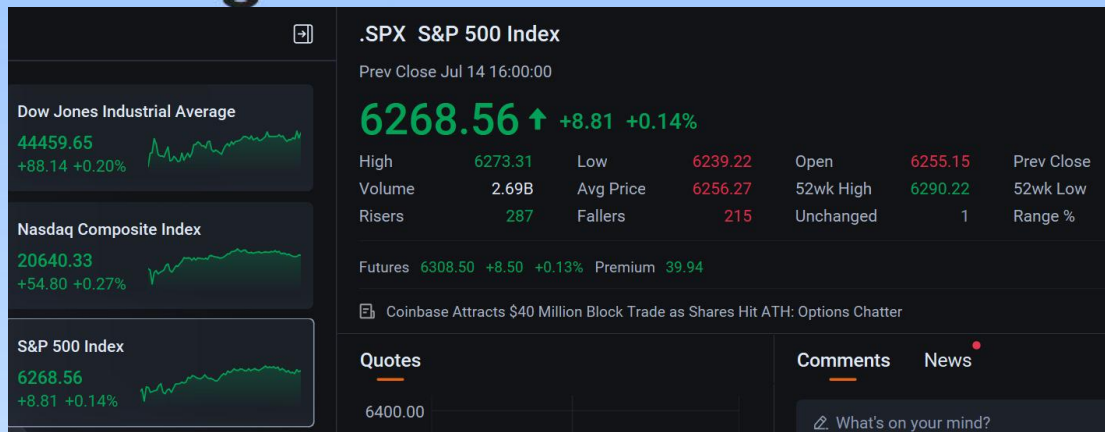 Dow Jones Industrial Average
44459.65
+88.14 +0.20%
Nasdaq Composite Index
20640.33
+54.80 +0.27%
S&P 500 Index
6268.56
+8.81 +0.14%
.SPX S&P 500 Index
Prev Close Jul 14 16:00:00
6268.56 +8.81 +0.14%
High 6273.31 Low 6239.22 Open 6255.15 Prev Close
Volume 2.69B Avg Price 6256.27 52wk High 6290.22 52wk Low
Risers 287 Fallers 215 Unchanged 1 Range %
Futures 6308.50 +8.50 +0.13% Premium 39.94
Coinbase Attracts $40 Million Block Trade as Shares Hit ATH: Options Chatter
Quotes
6400.00
Comments News
What's on your mind?